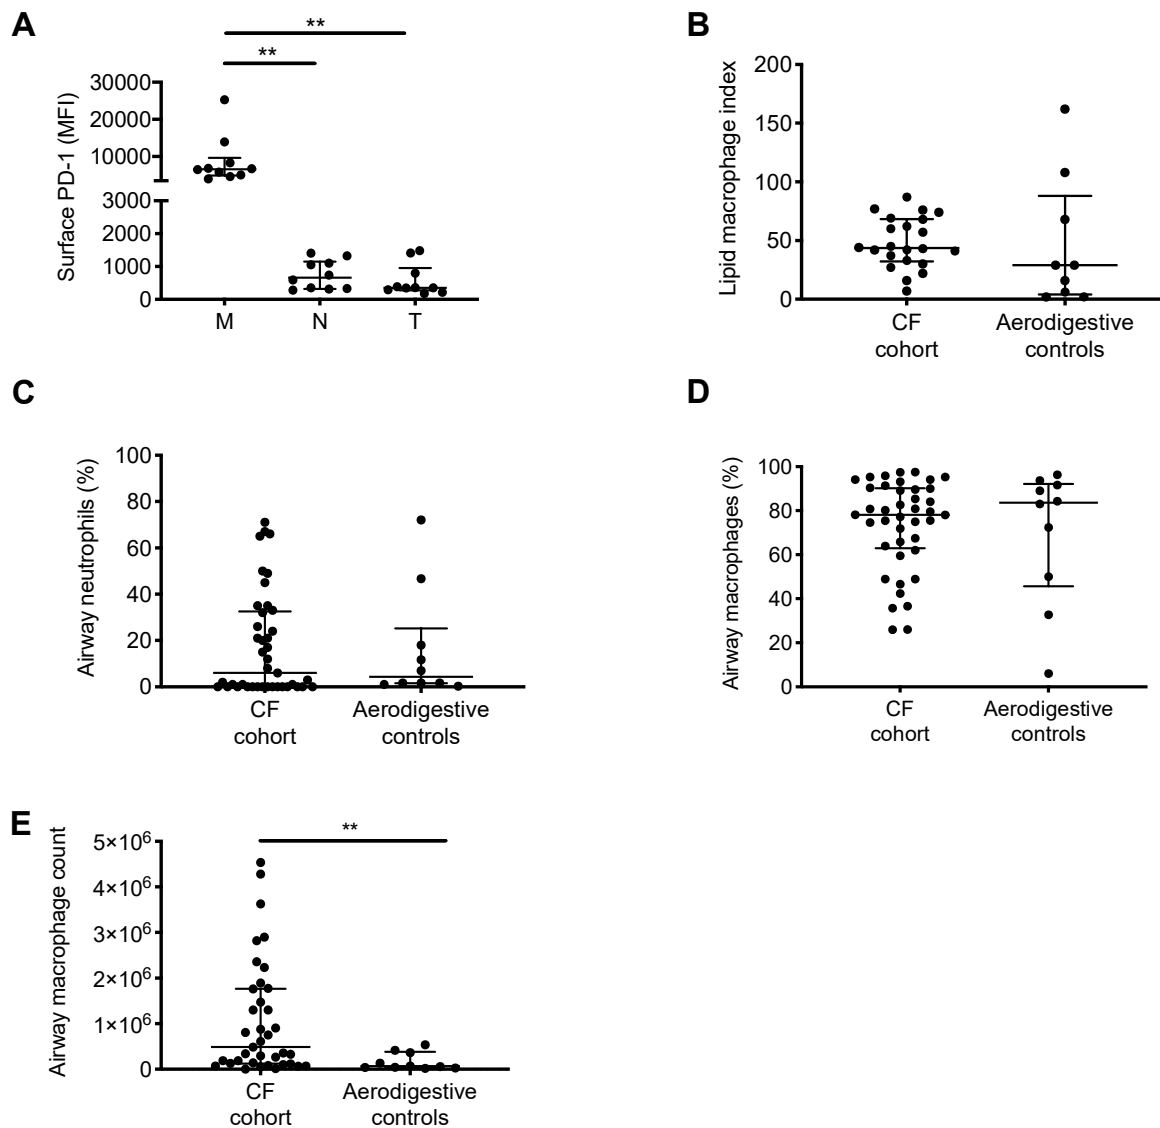 A
**
**
Surface PD-1 (MFI)
30000
20000
10000
3000
2000
1000
0
M N T
B
Lipid macrophage index
200
150
100
50
0
CF
cohort
Aerodigestive
controls
C
Airway neutrophils (%)
100
80
60
40
20
0
CF
cohort
Aerodigestive
controls
D
Airway macrophages (%)
100
80
60
40
20
0
CF
cohort
Aerodigestive
controls
E
**
Airway macrophage count
5×10⁶
4×10⁶
3×10⁶
2×10⁶
1×10⁶
0
CF
cohort
Aerodigestive
controls